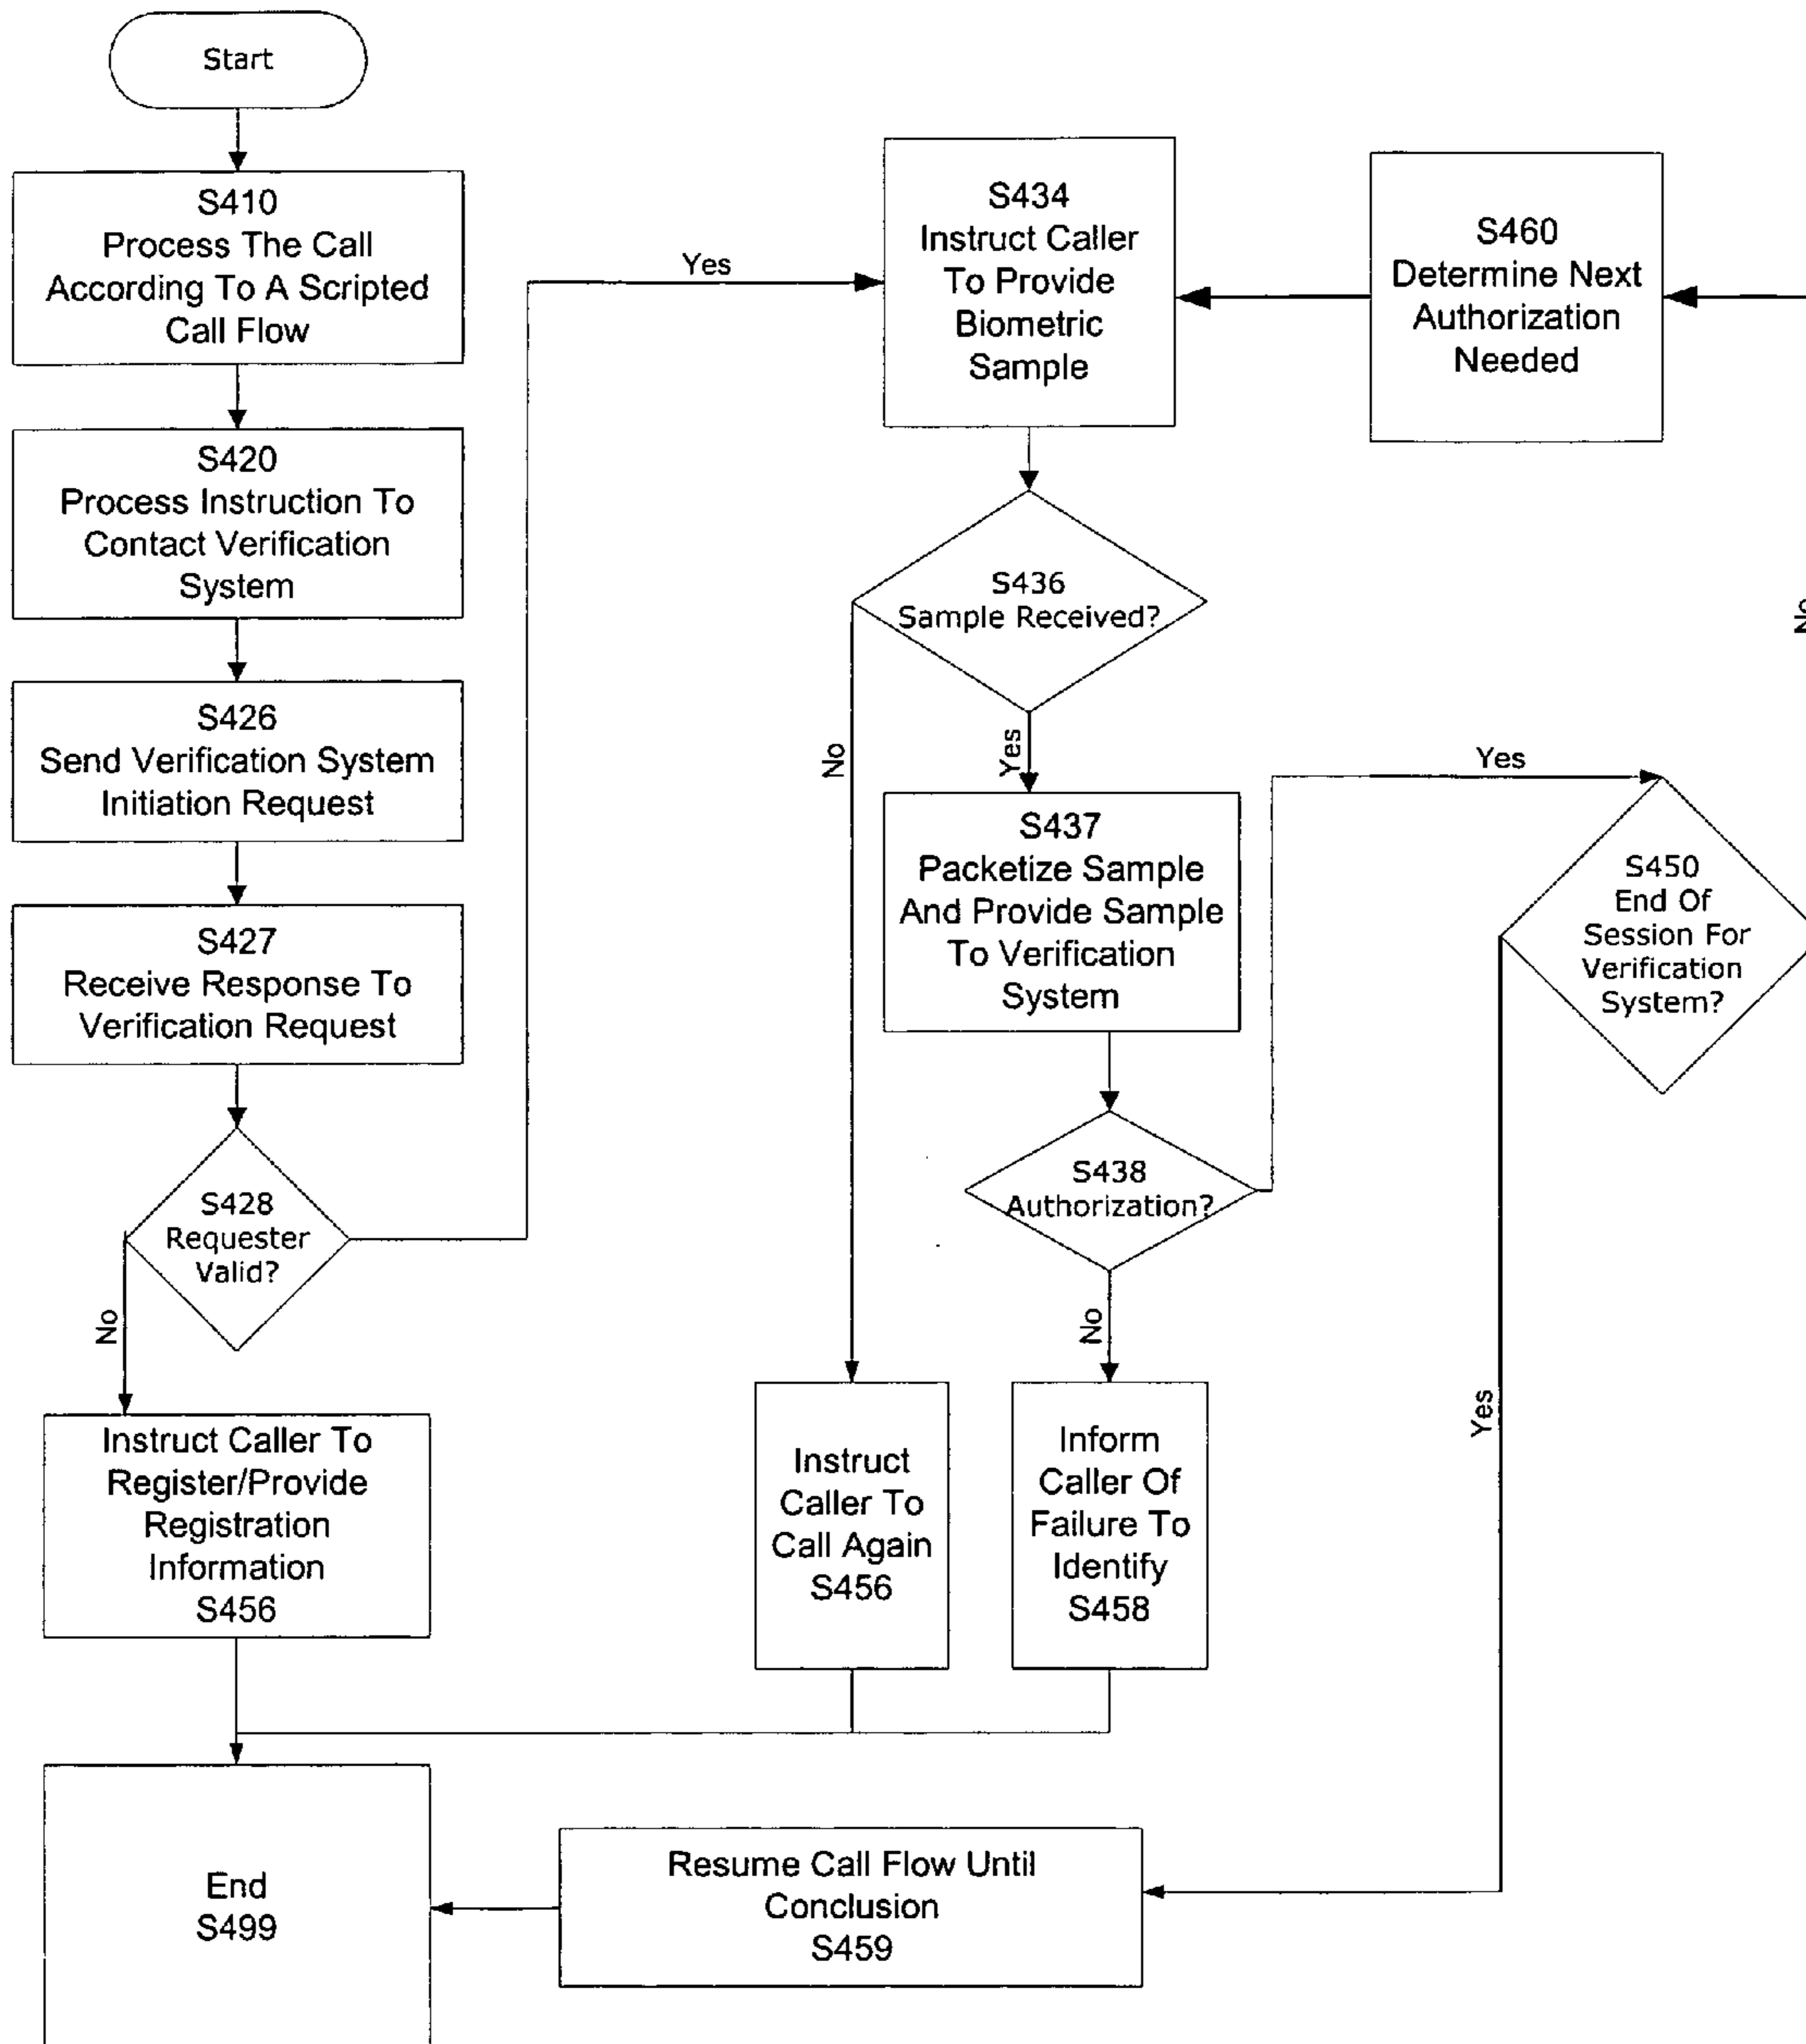 Start
S410
Process The Call
According To A Scripted
Call Flow
S420
Process Instruction To
Contact Verification
System
S426
Send Verification System
Initiation Request
S427
Receive Response To
Verification Request
S428
Requester
Valid?
Yes
No
Instruct Caller To
Register/Provide
Registration
Information
S456
S434
Instruct Caller
To Provide
Biometric
Sample
S460
Determine Next
Authorization
Needed
No
S436
Sample Received?
No
Yes
S437
Packetize Sample
And Provide Sample
To Verification
System
Yes
S450
End Of
Session For
Verification
System?
S438
Authorization?
No
Yes
Instruct
Caller To
Call Again
S456
Inform
Caller Of
Failure To
Identify
S458
End
S499
Resume Call Flow Until
Conclusion
S459